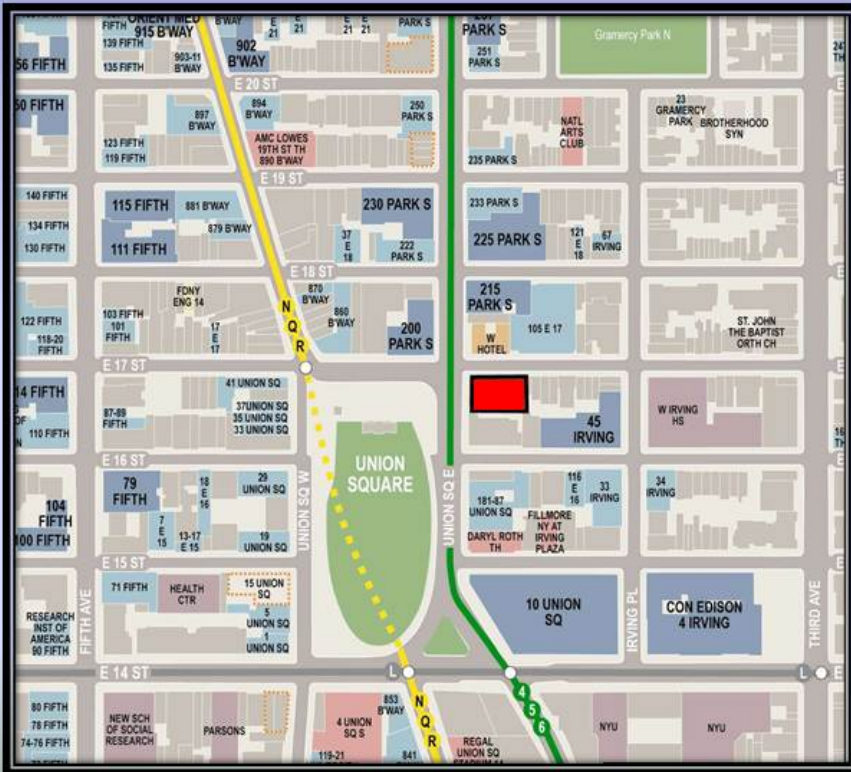 ORIENT MED
915 B'WAY
FIFTH
139 FIFTH
135 FIFTH
903-11
B'WAY
B'WAY
902
B'WAY
E
21
E
21
E
21
PARK S
PARK S
251
PARK S
Gramercy Park N
56 FIFTH
E 20 ST
50 FIFTH
897
B'WAY
123 FIFTH
119 FIFTH
894
B'WAY
AMC LOWES
19TH ST TH
890 B'WAY
250
PARK S
235 PARK S
NATL
ARTS
CLUB
23
GRAMERCY
PARK
BROTHERHOOD
SYN
E 19 ST
140 FIFTH
134 FIFTH
130 FIFTH
115 FIFTH
111 FIFTH
881 B'WAY
879 B'WAY
230 PARK S
37
E
18
222
PARK S
233 PARK S
225 PARK S
121
E
18
67
IRVING
E 18 ST
122 FIFTH
118-20
FIFTH
103 FIFTH
101
FIFTH
FDNY
ENG 14
17
E
17
N
Q
R
870
B'WAY
860
B'WAY
200
PARK S
215
PARK S
W
HOTEL
105 E 17
ST. JOHN
THE BAPTIST
ORTH CH
E 17 ST
14 FIFTH
110 FIFTH
87-89
FIFTH
41 UNION SQ
37UNION SQ
35 UNION SQ
33 UNION SQ
45
IRVING
W IRVING
HS
E 16 ST
UNION
SQUARE
104
FIFTH
100 FIFTH
79
FIFTH
7
E
15
18
E
16
13-17
E 15
29
UNION SQ
19
UNION SQ
UNION SQ W
UNION SQ E
181-87
UNION SQ
DARYL ROTH
TH
116
E
16
FILLMORE
NY AT
IRVING
PLAZA
33
IRVING
34
IRVING
E 15 ST
RESEARCH
INST OF
AMERICA
90 FIFTH
FIFTH AVE
71 FIFTH
HEALTH
CTR
15 UNION
SQ
5
UNION SQ
1
UNION SQ
10 UNION
SQ
IRVING PL
CON EDISON
4 IRVING
THIRD AVE
E 14 ST
L
L
E
80 FIFTH
78 FIFTH
74-76 FIFTH
NEW SCH
OF SOCIAL
RESEARCH
PARSONS
4 UNION
SQ S
119-21
853
B'WAY
841
N
Q
R
REGAL
UNION SQ
4
5
6
NYU
NYU